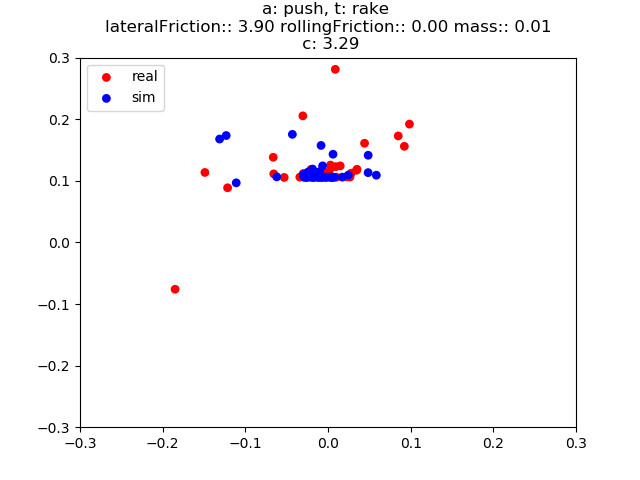 a: push, t: rake
lateralFriction:: 3.90 rollingFriction:: 0.00 mass:: 0.01
c: 3.29
real
sim
0.3
0.2
0.1
0.0
−0.1
−0.2
−0.3
−0.3 −0.2 −0.1 0.0 0.1 0.2 0.3